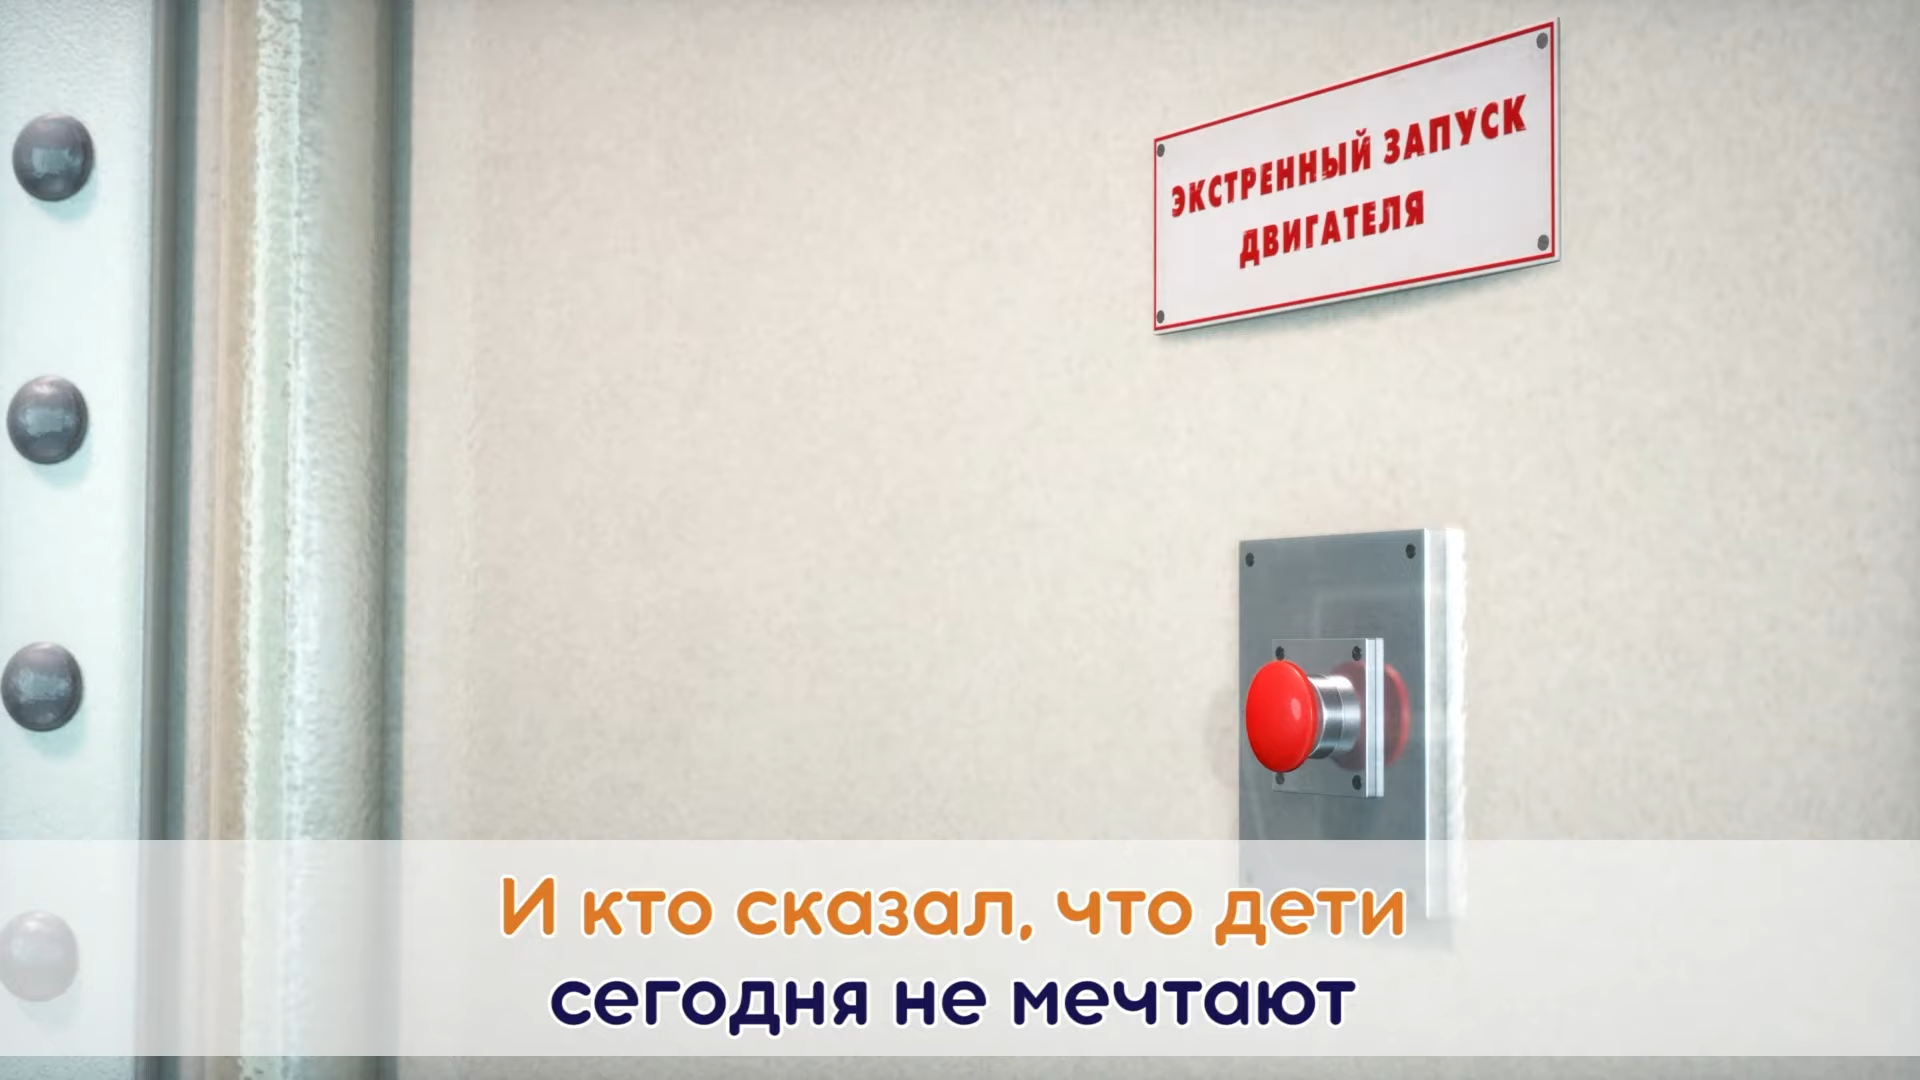 ЭКСТРЕННЫЙ ЗАПУСК
ДВИГАТЕЛЯ
И кто сказал, что дети
сегодня не мечтают